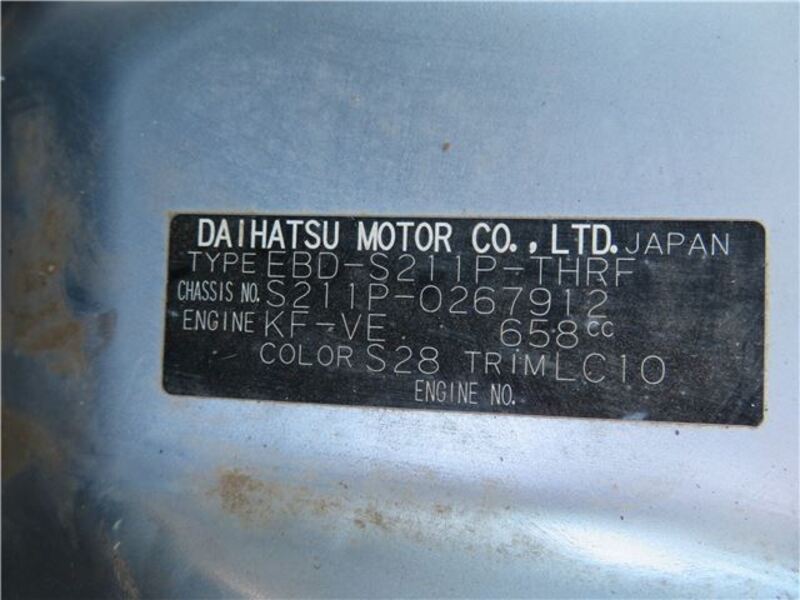 DAIHATSU MOTOR CO., LTD. JAPAN
TYPE EBD-S211P-THRF
CHASSIS NO. S211P-0267912
ENGINE KF-VE 658cc
COLOR S28 TRIM LC10
ENGINE NO.